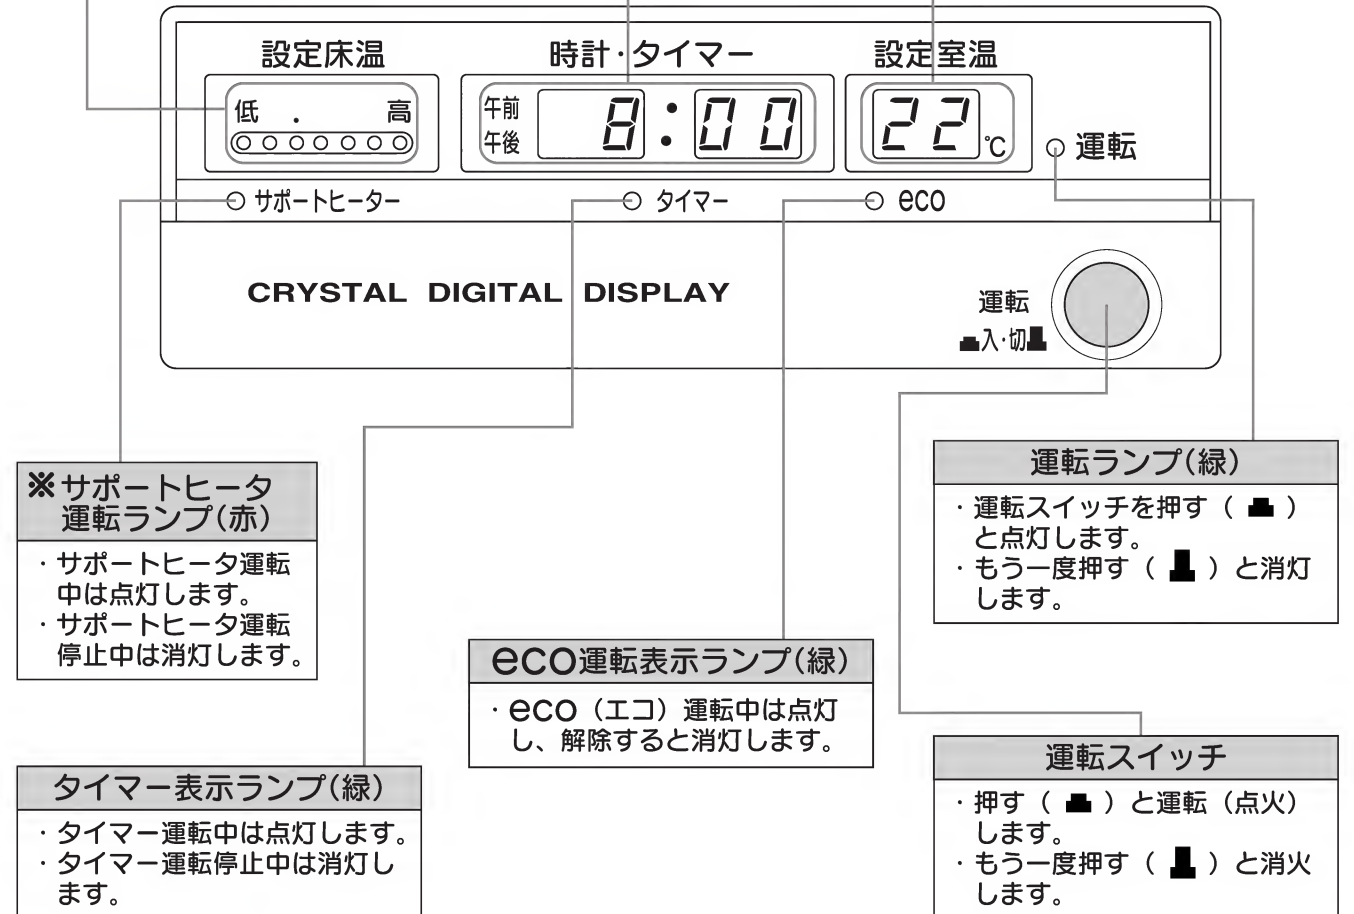 設定床温
時計・タイマー
設定室温
低 . 高
午前
午後
8:00
22
℃
運転
サポートヒーター
タイマー
eco
CRYSTAL DIGITAL DISPLAY
運転
入・切
※サポートヒータ
運転ランプ(赤)
・サポートヒータ運転
中は点灯します。
・サポートヒータ運転
停止中は消灯します。
タイマー表示ランプ(緑)
・タイマー運転中は点灯します。
・タイマー運転停止中は消灯し
ます。
eco運転表示ランプ(緑)
・eco(エコ)運転中は点灯
し、解除すると消灯します。
運転ランプ(緑)
・運転スイッチを押す( )
と点灯します。
・もう一度押す( )と消灯
します。
運転スイッチ
・押す( )と運転(点火)
します。
・もう一度押す( )と消火
します。